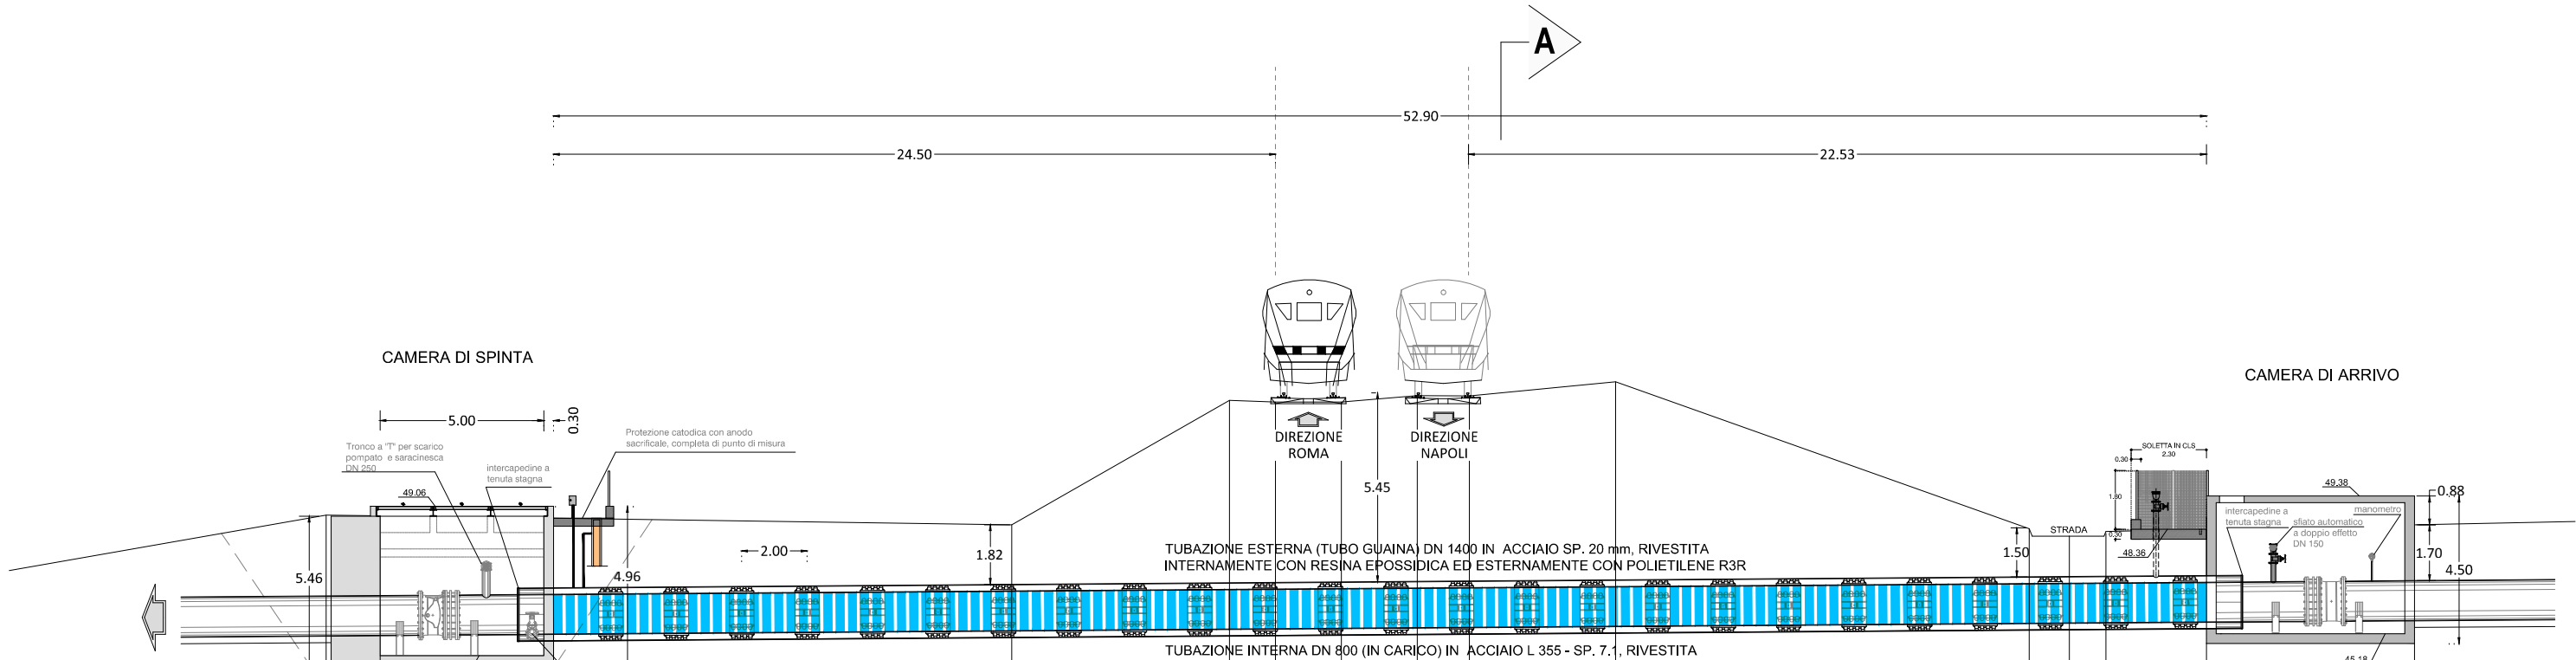 A
52.90
24.50
22.53
CAMERA DI SPINTA
CAMERA DI ARRIVO
5.00
0.30
Protezione catodica con anodo
sacrificale, completa di punto di misura
Tronco a "T" per scarico
pompato e saracinesca
DN 250
intercapedine a
tenuta stagna
49.06
DIREZIONE
ROMA
DIREZIONE
NAPOLI
5.45
SOLETTA IN CLS
2.30
0.30
1.80
0.30
48.36
49.38
0.88
intercapedine a
tenuta stagna
sfiato automatico
a doppio effetto
DN 150
manometro
STRADA
5.46
4.96
2.00
1.82
TUBAZIONE ESTERNA (TUBO GUAINA) DN 1400 IN ACCIAIO SP. 20 mm, RIVESTITA
INTERNAMENTE CON RESINA EPOSSIDICA ED ESTERNAMENTE CON POLIETILENE R3R
1.50
1.70
4.50
TUBAZIONE INTERNA DN 800 (IN CARICO) IN ACCIAIO L 355 - SP. 7.1, RIVESTITA
45.18